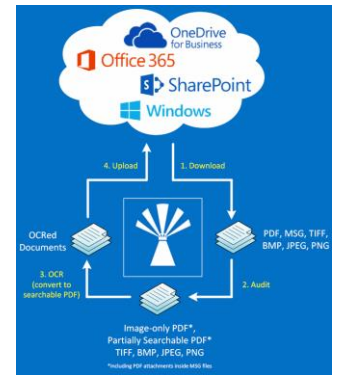 OneDrive
for Business
Office 365
SharePoint
Windows
4. Upload
1. Download
OCRed
Documents
PDF, MSG, TIFF,
BMP, JPEG, PNG
3. OCR
(convert to
searchable PDF)
2. Audit
Image-only PDF*,
Partially Searchable PDF*
TIFF, BMP, JPEG, PNG
*Including PDF attachments inside MSG files